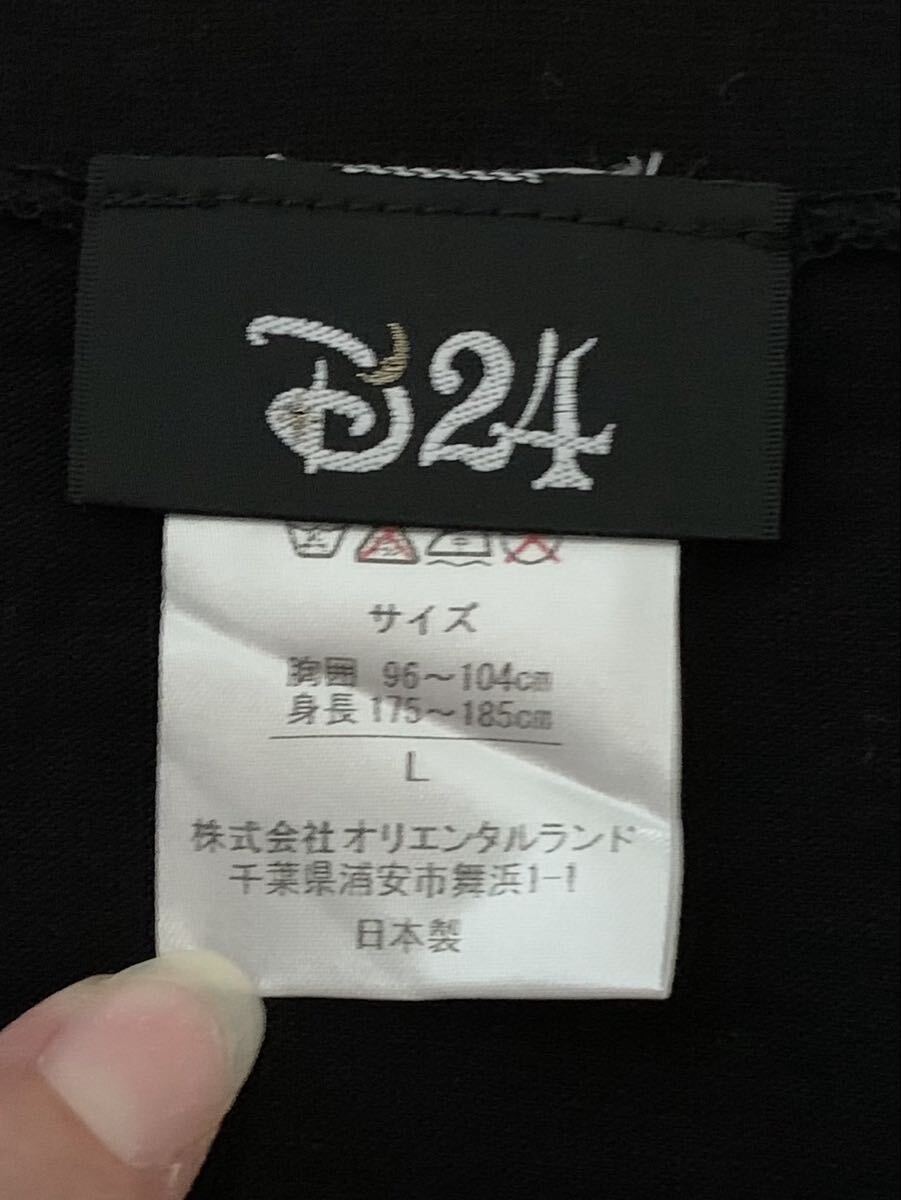 D24
サイズ
胸囲 96～104cm
身長 175～185cm
L
株式会社オリエンタルランド
千葉県浦安市舞浜1-1
日本製